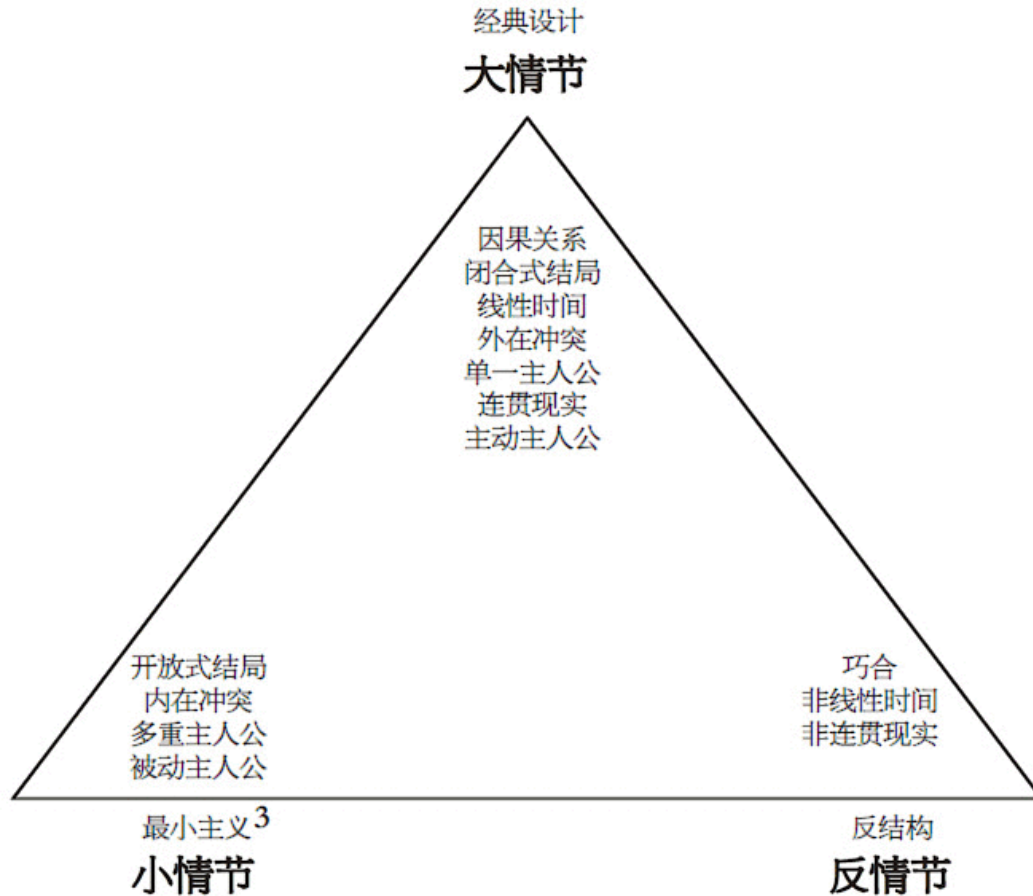 经典设计
大情节
因果关系
闭合式结局
线性时间
外在冲突
单一主人公
连贯现实
主动主人公
开放式结局
内在冲突
多重主人公
被动主人公
巧合
非线性时间
非连贯现实
最小主义3
小情节
反结构
反情节